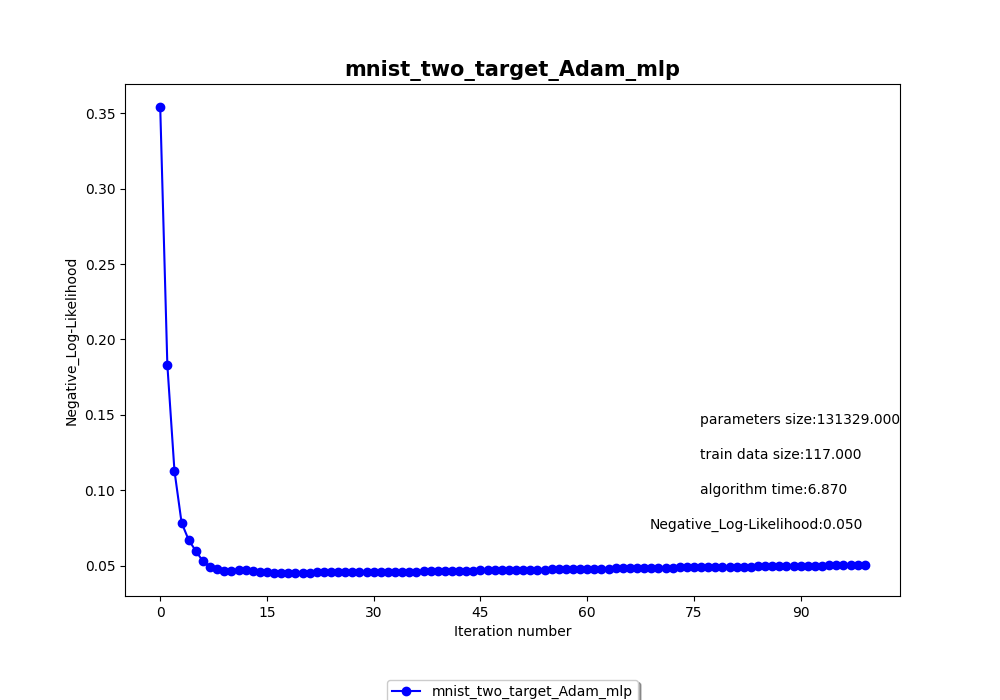 mnist_two_target_Adam_mlp
0.35
0.30
0.25
0.20
0.15
0.10
0.05
Negative_Log-Likelihood
parameters size:131329.000
train data size:117.000
algorithm time:6.870
Negative_Log-Likelihood:0.050
0 15 30 45 60 75 90
Iteration number
mnist_two_target_Adam_mlp